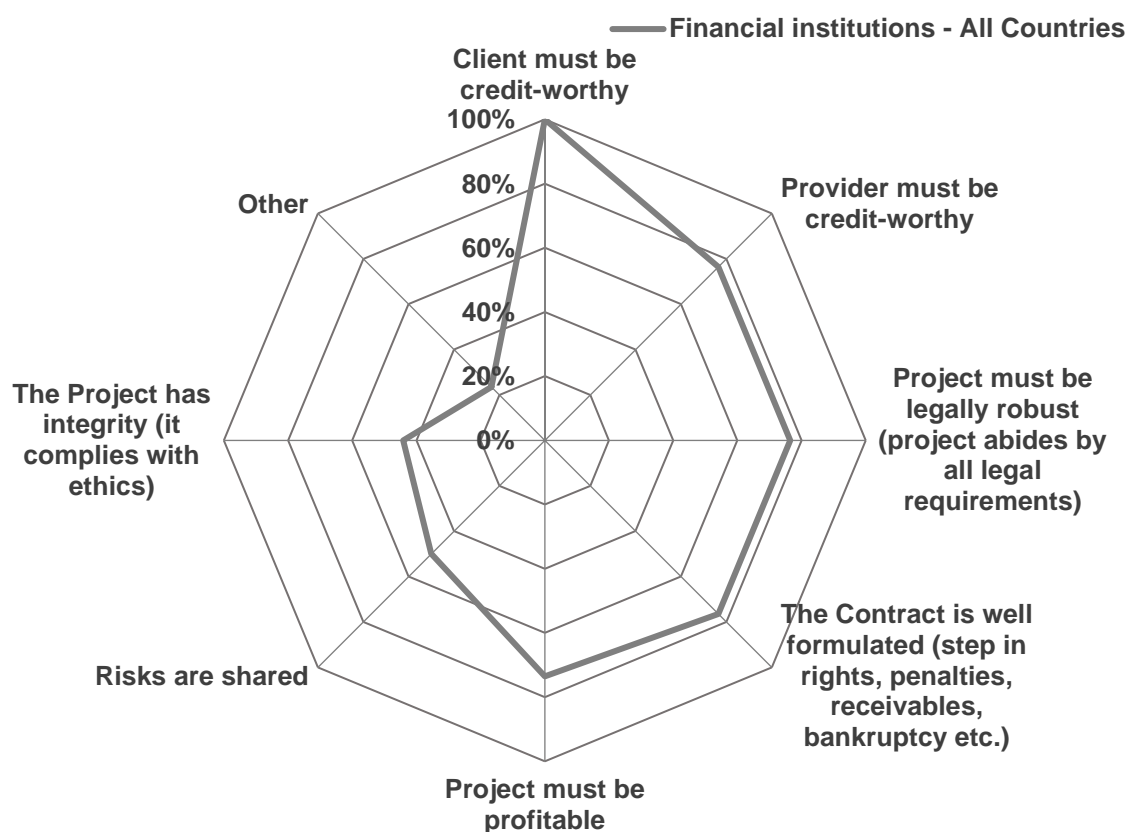 Financial institutions - All Countries
Client must be
credit-worthy
100%
80%
60%
40%
20%
0%
Provider must be
credit-worthy
Project must be
legally robust
(project abides by
all legal
requirements)
The Contract is well
formulated (step in
rights, penalties,
receivables,
bankruptcy etc.)
Project must be
profitable
Risks are shared
The Project has
integrity (it
complies with
ethics)
Other